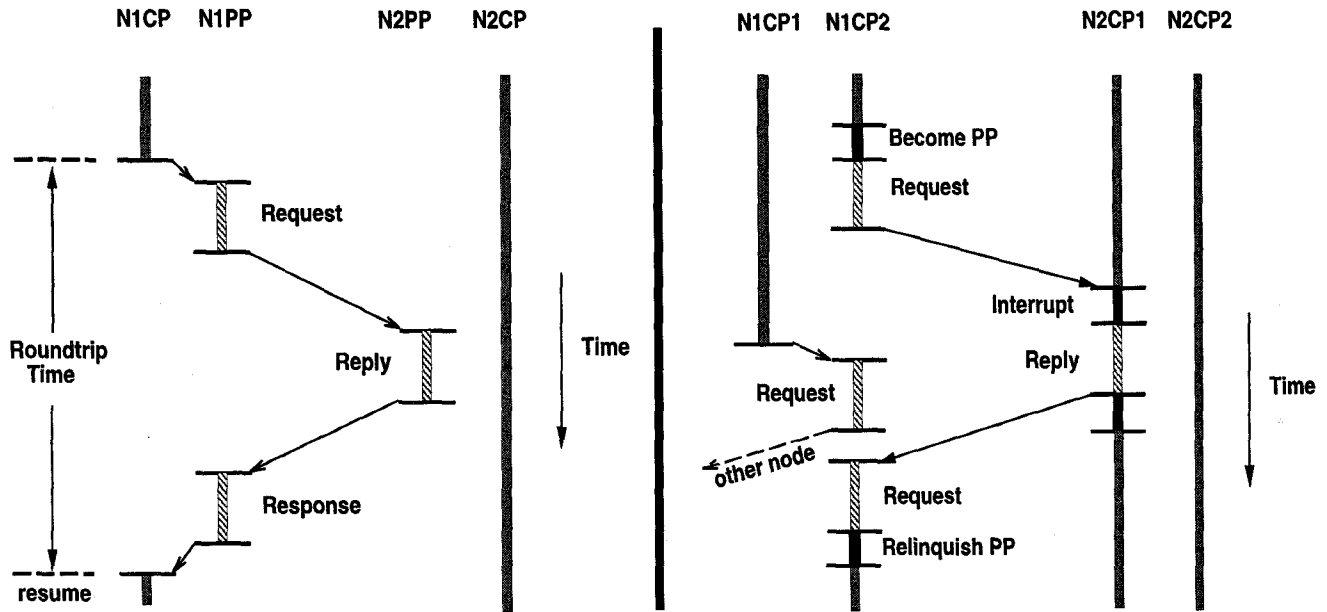 N1CP N1PP N2PP N2CP
Request
Roundtrip
Time
Reply
Time
Response
resume
N1CP1 N1CP2 N2CP1 N2CP2
Become PP
Request
Interrupt
Reply
Request
Time
other node
Request
Relinquish PP